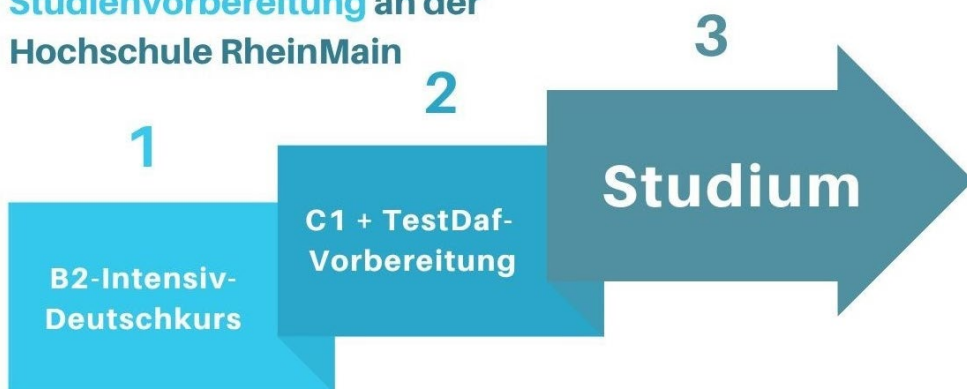 Studienvorbereitung an der
Hochschule RheinMain
1
B2-Intensiv-
Deutschkurs
2
C1 + TestDaf-
Vorbereitung
3
Studium